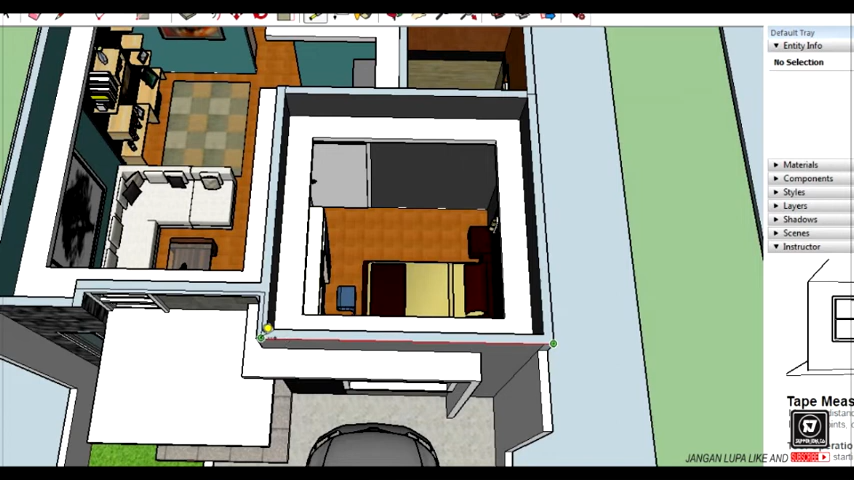 Default Tray
Entity Info
No Selection
Materials
Components
Styles
Layers
Shadows
Scenes
Instructor
Tape Meas
JANGAN LUPA LIKE AND SUBSCRIBE